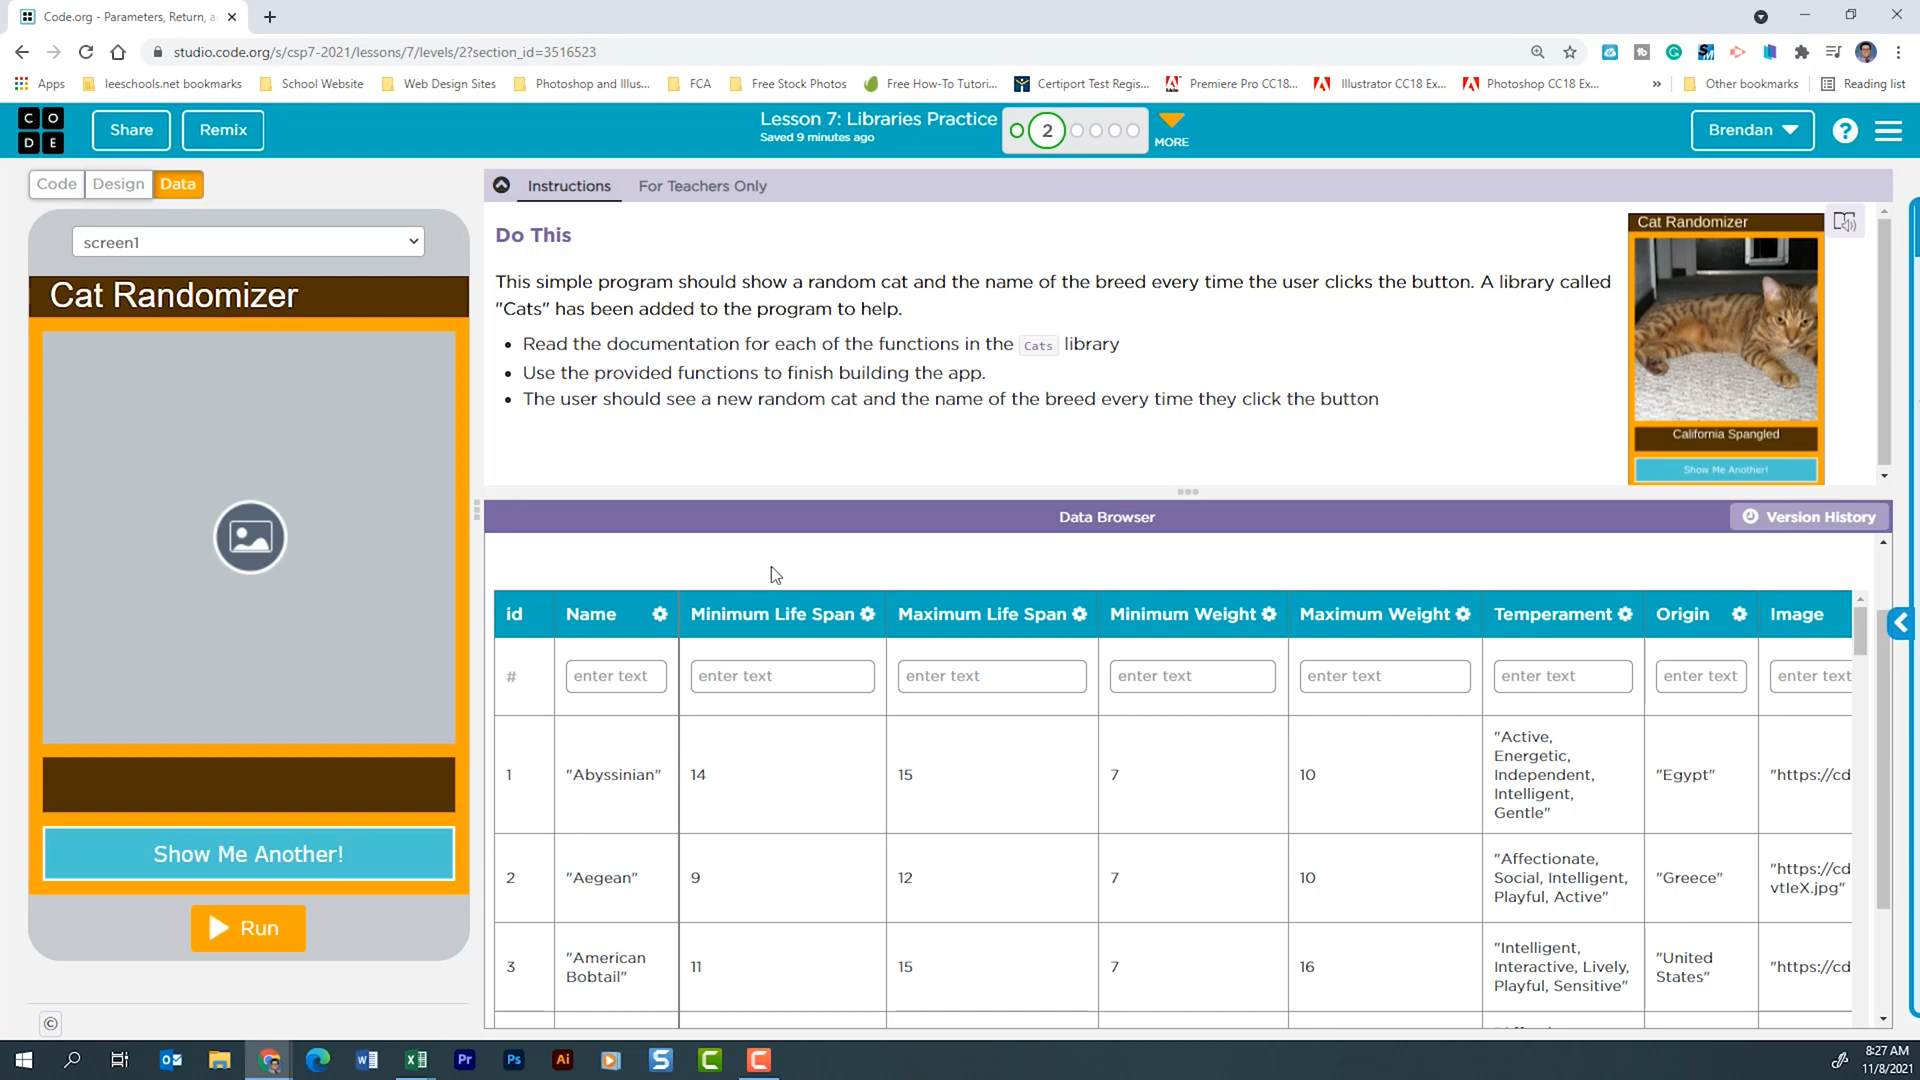 Code.org - Parameters, Return, a
studio.code.org/s/csp7-2021/lessons/7/levels/2?section_id=3516523
Apps
leeschools.net bookmarks
School Website
Web Design Sites
Photoshop and Illus...
FCA
Free Stock Photos
Free How-To Tutori...
Certiport Test Regis...
Premiere Pro CC18...
Illustrator CC18 Ex...
Photoshop CC18 Ex...
»
Other bookmarks
Reading list
C O
D E
Share
Remix
Lesson 7: Libraries Practice
Saved 9 minutes ago
2
MORE
Brendan
?
Code
Design
Data
screen1
Cat Randomizer
Show Me Another!
Run
©
Instructions
For Teachers Only
Do This
This simple program should show a random cat and the name of the breed every time the user clicks the button. A library called
"Cats" has been added to the program to help.
• Read the documentation for each of the functions in the Cats library
• Use the provided functions to finish building the app.
• The user should see a new random cat and the name of the breed every time they click the button
Cat Randomizer
California Spangled
Show Me Another!
Data Browser
Version History
id
Name
Minimum Life Span
Maximum Life Span
Minimum Weight
Maximum Weight
Temperament
Origin
Image
#
enter text
enter text
enter text
enter text
enter text
enter text
enter text
enter text
1
"Abyssinian"
14
15
7
10
"Active,
Energetic,
Independent,
Intelligent,
Gentle"
"Egypt"
"https://cd
2
"Aegean"
9
12
7
10
"Affectionate,
Social, Intelligent,
Playful, Active"
"Greece"
"https://cd
vtIeX.jpg"
3
"American
Bobtail"
11
15
7
16
"Intelligent,
Interactive, Lively,
Playful, Sensitive"
"United
States"
"https://cd
8:27 AM
11/8/2021